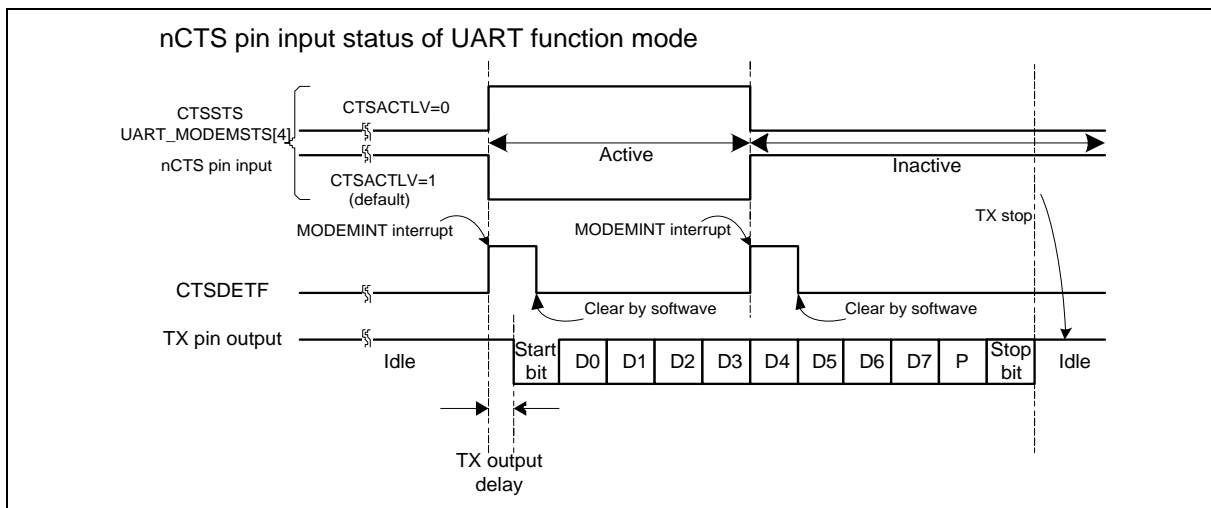 nCTS pin input status of UART function mode
CTSSTS
UART_MODEMSTS[4]
CTSACTLV=0
nCTS pin input
CTSACTLV=1
(default)
Active
Inactive
MODEMINT interrupt
MODEMINT interrupt
TX stop
CTSDETF
Clear by softwave
Clear by softwave
TX pin output
Idle
Start
bit
D0
D1
D2
D3
D4
D5
D6
D7
P
Stop
bit
Idle
TX output
delay